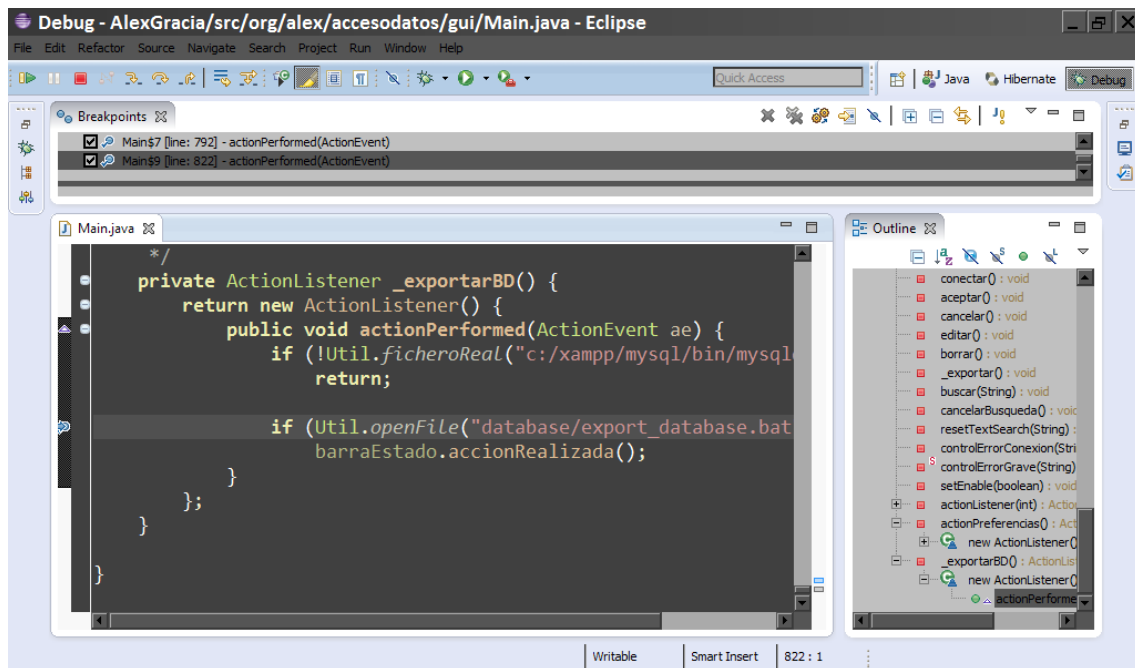 Debug - AlexGracia/src/org/alex/accesodatos/gui/Main.java - Eclipse
File Edit Refactor Source Navigate Search Project Run Window Help
Quick Access
Java
Hibernate
Debug
Breakpoints
Main$7 [line: 792] - actionPerformed(ActionEvent)
Main$9 [line: 822] - actionPerformed(ActionEvent)
Main.java
*/
private ActionListener _exportarBD() {
return new ActionListener() {
public void actionPerformed(ActionEvent ae) {
if (!Util.ficheroReal("c:/xampp/mysql/bin/mysql
return;
if (Util.openFile("database/export_database.bat
barraEstado.accionRealizada();
}
};
}
}
Outline
conectar() : void
aceptar() : void
cancelar() : void
editar() : void
borrar() : void
_exportar() : void
buscar(String) : void
cancelarBusqueda() : voic
resetTextSearch(String) :
controlErrorConexion(Stri
controlErrorGrave(String)
setEnable(boolean) : void
actionListener(int) : Action
actionPreferencias() : Act
new ActionListener()
_exportarBD() : ActionLis
new ActionListener()
actionPerforme
Writable
Smart Insert
822 : 1